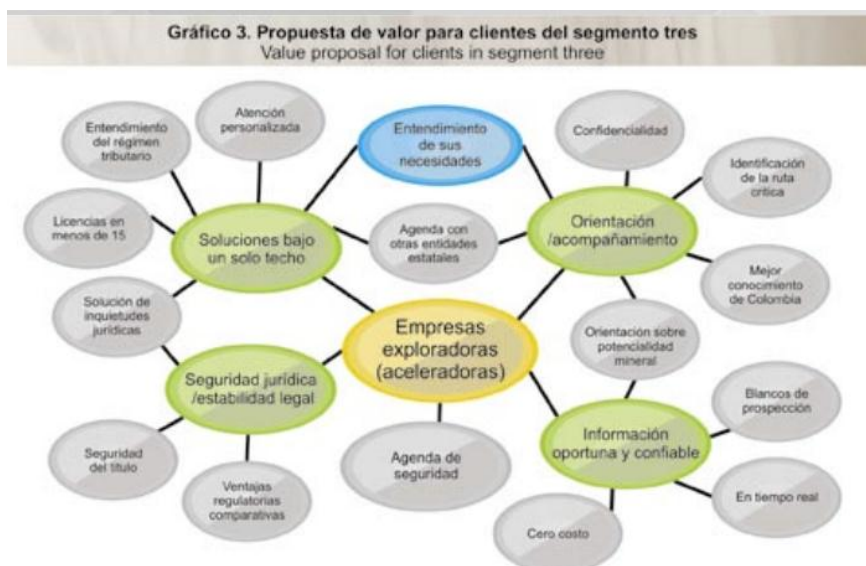 Gráfico 3. Propuesta de valor para clientes del segmento tres
Value proposal for clients in segment three
Atención
personalizada
Entendimiento
del régimen
tributario
Entendimiento
de sus
necesidades
Confidencialidad
Identificación
de la ruta
crítica
Licencias en
menos de 15
Soluciones bajo
un solo techo
Agenda con
otras entidades
estatales
Orientación
/acompañamiento
Mejor
conocimiento
de Colombia
Solución de
inquietudes
jurídicas
Empresas
exploradoras
(aceleradoras)
Orientación sobre
potencialidad
mineral
Seguridad jurídica
/estabilidad legal
Blancos de
prospección
Información
oportuna y confiable
Seguridad
del título
Agenda de
seguridad
Ventajas
regulatorias
comparativas
En tiempo real
Cero costo